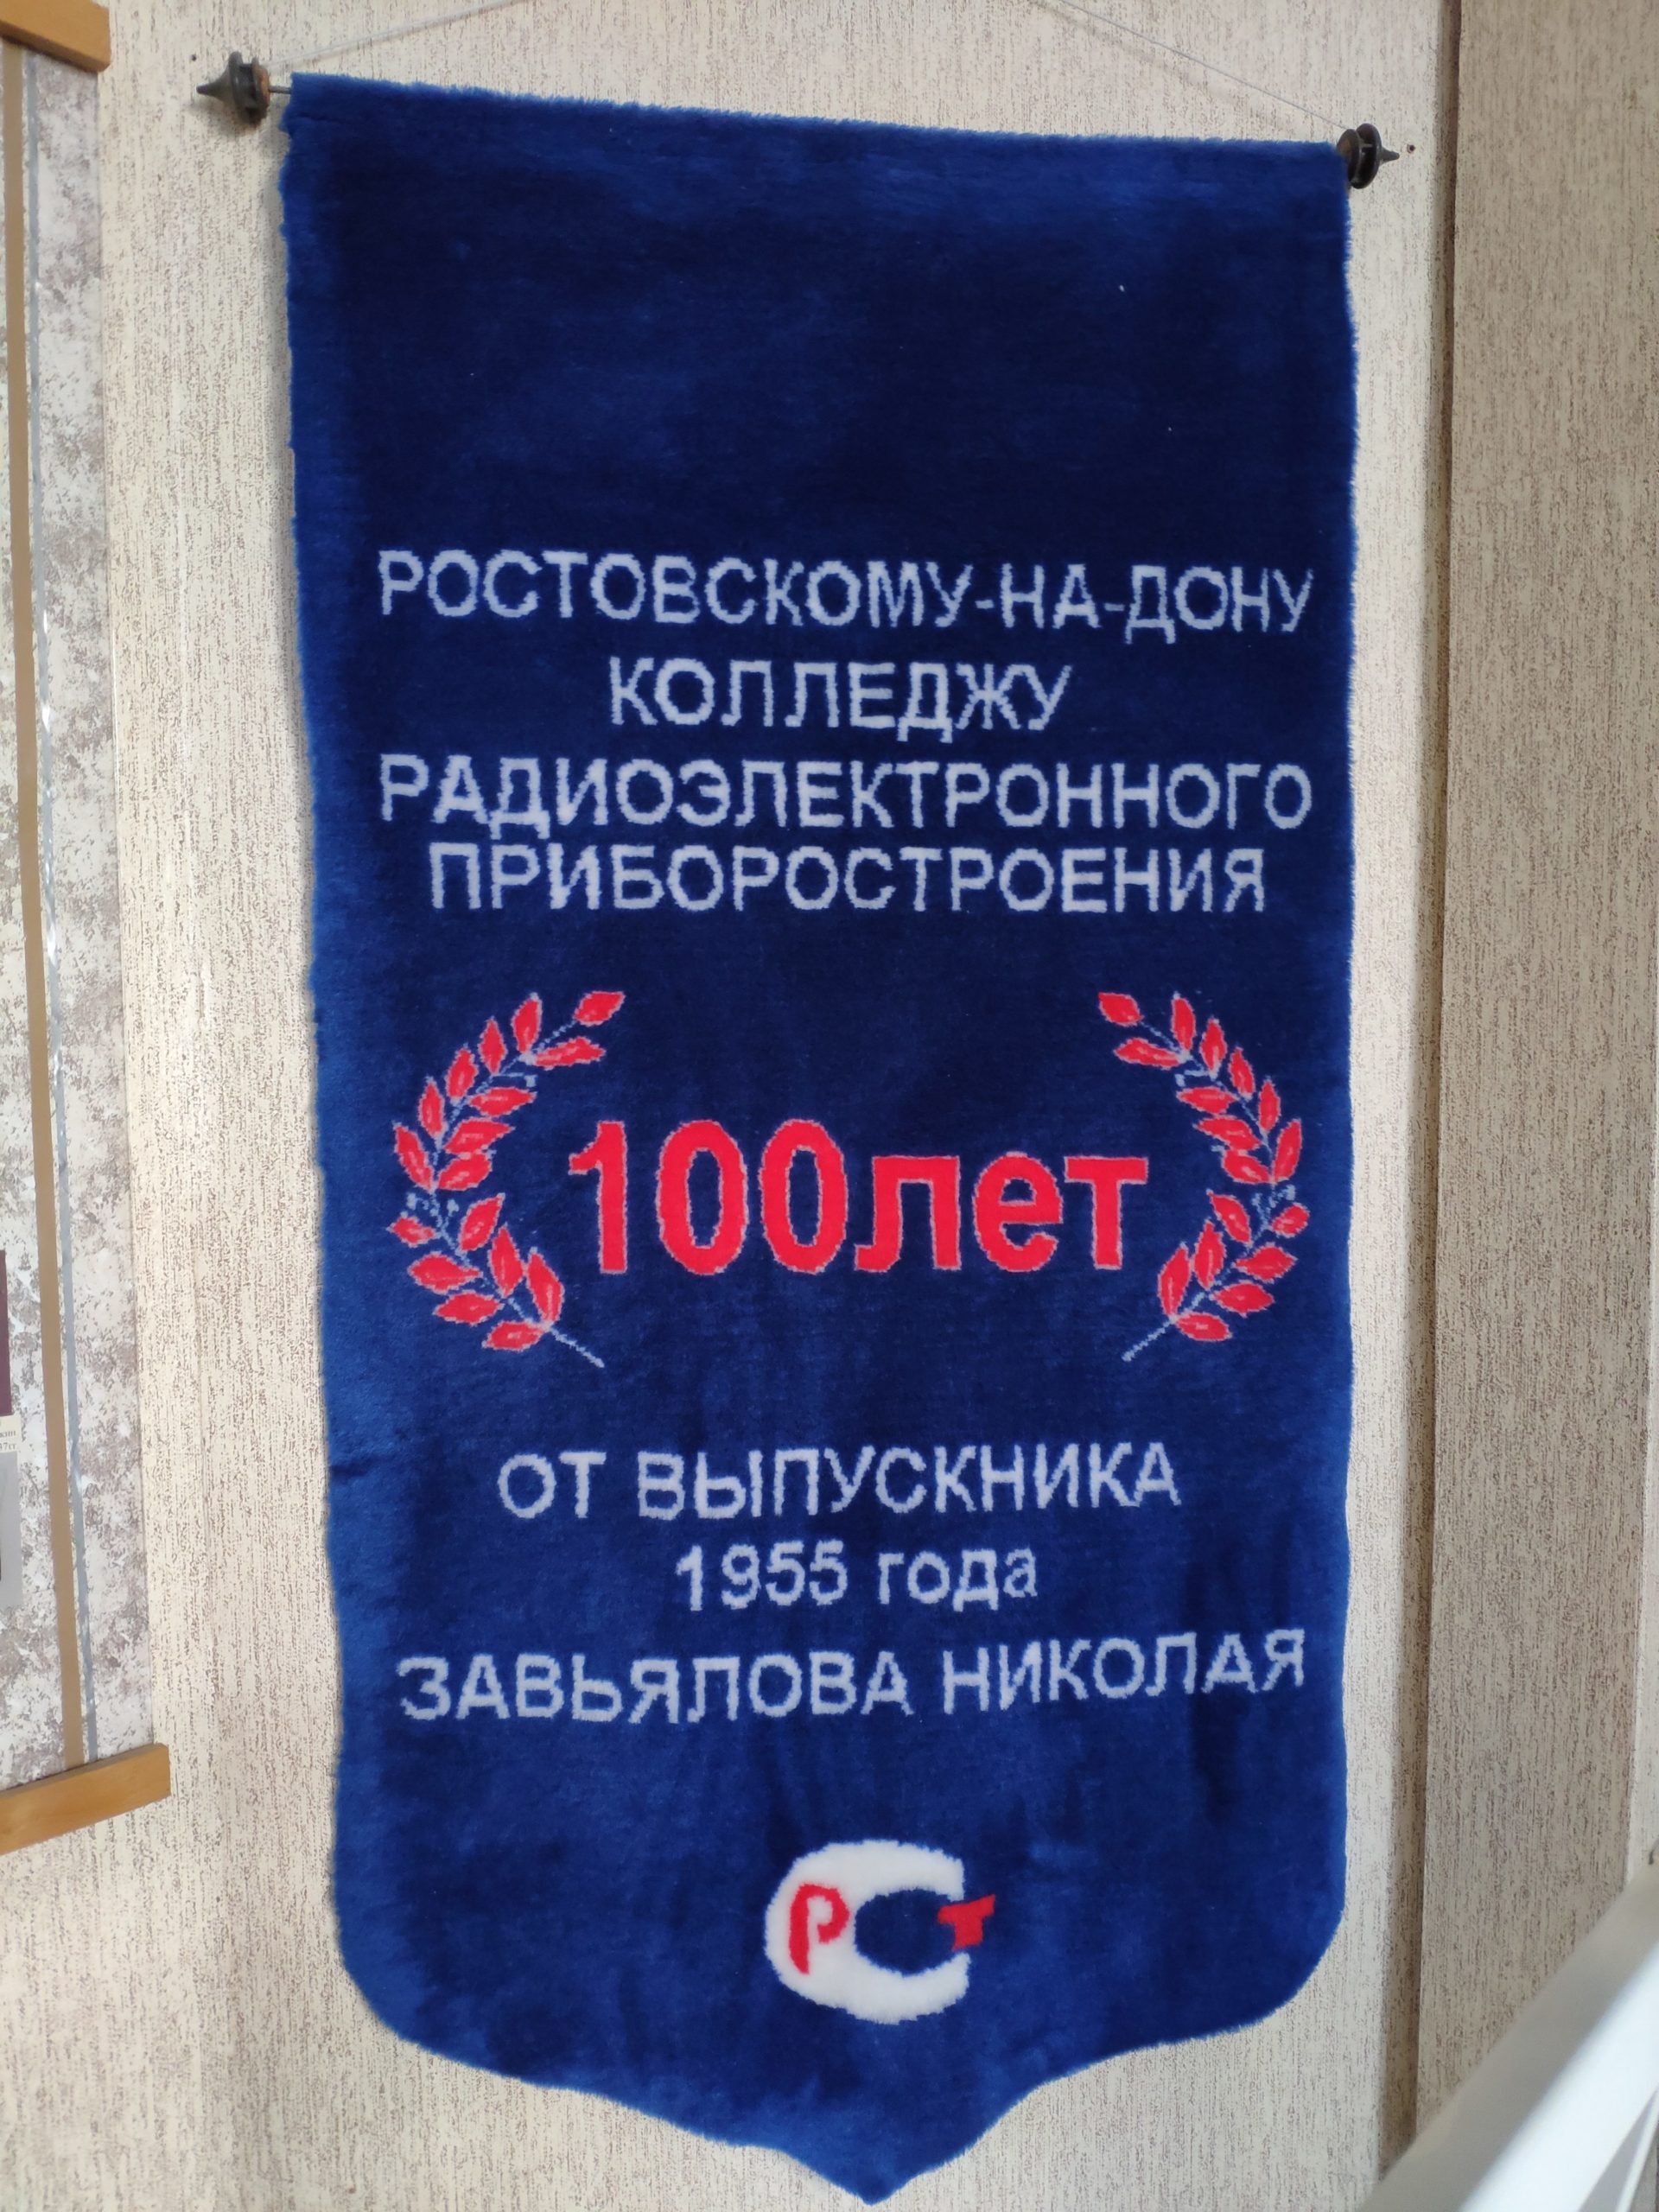 РОСТОВСКОМУ-НА-ДОНУ
КОЛЛЕДЖУ
РАДИОЭЛЕКТРОННОГО
ПРИБОРОСТРОЕНИЯ
100лет
ОТ ВЫПУСКНИКА
1955 года
ЗАВЬЯЛОВА НИКОЛАЯ
РСТ